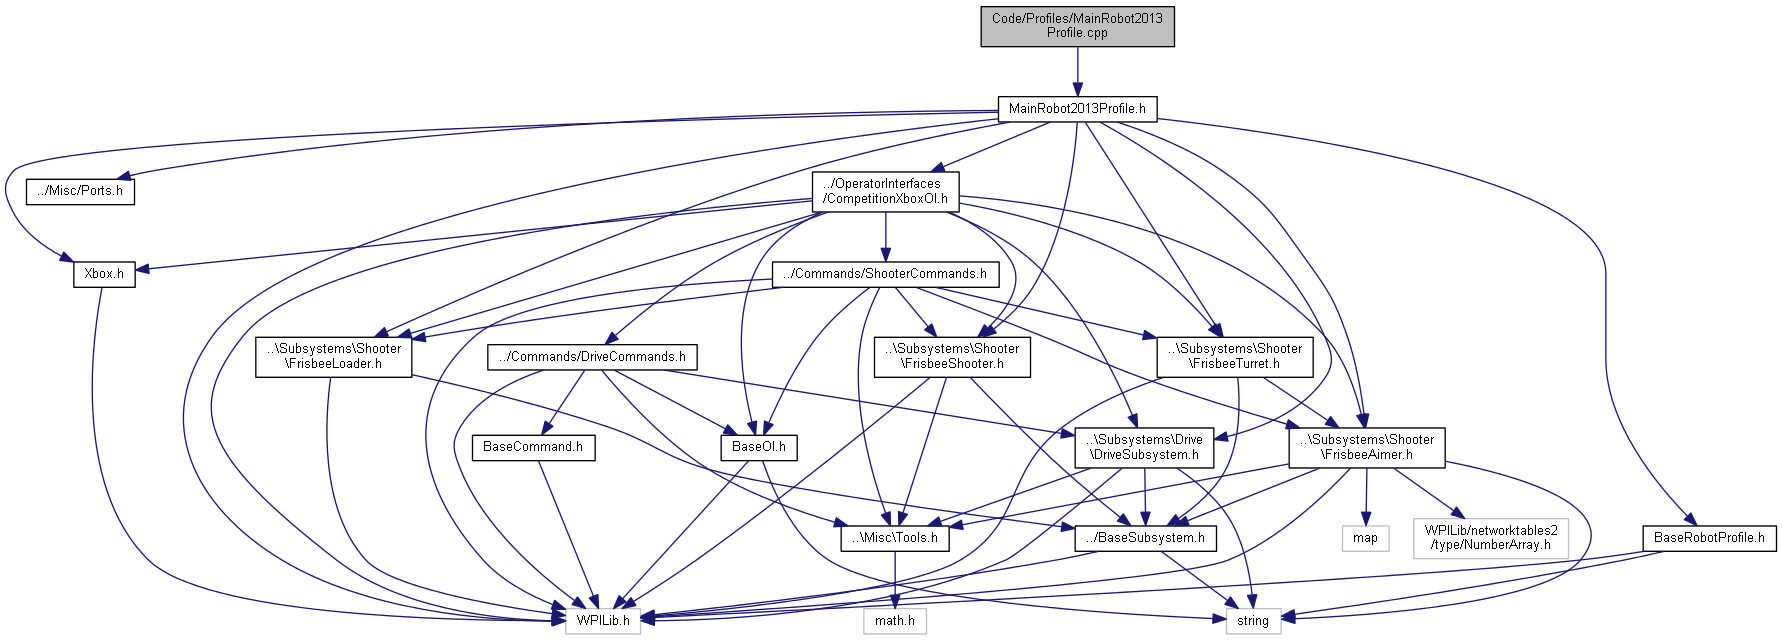 Code/Profiles/MainRobot2013
Profile.cpp
MainRobot2013Profile.h
../Misc/Ports.h
../OperatorInterfaces
/CompetitionXboxOI.h
Xbox.h
../Commands/ShooterCommands.h
..\Subsystems\Shooter
\FrisbeeLoader.h
../Commands/DriveCommands.h
..\Subsystems\Shooter
\FrisbeeShooter.h
..\Subsystems\Shooter
\FrisbeeTurret.h
BaseCommand.h
BaseOI.h
..\Subsystems\Drive
\DriveSubsystem.h
..\Subsystems\Shooter
\FrisbeeAimer.h
..\Misc\Tools.h
../BaseSubsystem.h
map
WPILib/networktables2
/type/NumberArray.h
BaseRobotProfile.h
WPILib.h
math.h
string